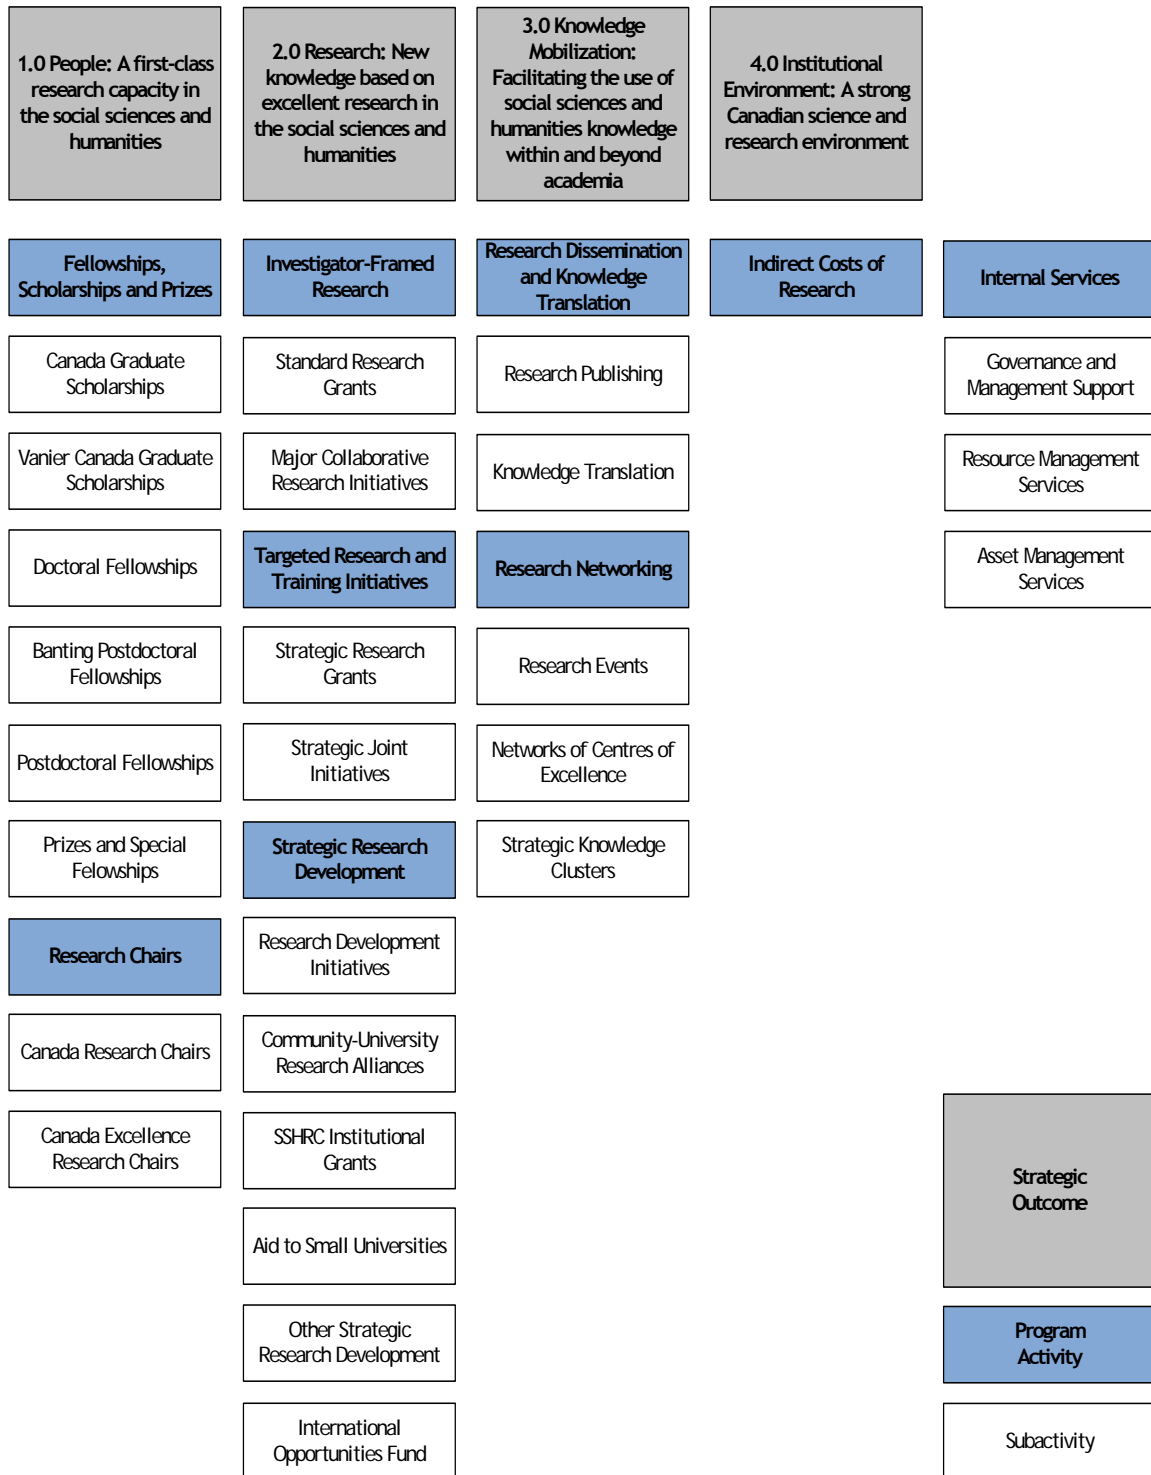 1.0 People: A first-class
research capacity in
the social sciences and
humanities
2.0 Research: New
knowledge based on
excellent research in
the social sciences and
humanities
3.0 Knowledge
Mobilization:
Facilitating the use of
social sciences and
humanities knowledge
within and beyond
academia
4.0 Institutional
Environment: A strong
Canadian science and
research environment
Fellowships,
Scholarships and Prizes
Canada Graduate
Scholarships
Vanier Canada Graduate
Scholarships
Doctoral Fellowships
Banting Postdoctoral
Fellowships
Postdoctoral Fellowships
Prizes and Special
Felowships
Research Chairs
Canada Research Chairs
Canada Excellence
Research Chairs
Investigator-Framed
Research
Standard Research
Grants
Major Collaborative
Research Initiatives
Targeted Research and
Training Initiatives
Strategic Research
Grants
Strategic Joint
Initiatives
Strategic Research
Development
Research Development
Initiatives
Community-University
Research Alliances
SSHRC Institutional
Grants
Aid to Small Universities
Other Strategic
Research Development
International
Opportunities Fund
Research Dissemination
and Knowledge
Translation
Research Publishing
Knowledge Translation
Research Networking
Research Events
Networks of Centres of
Excellence
Strategic Knowledge
Clusters
Indirect Costs of
Research
Internal Services
Governance and
Management Support
Resource Management
Services
Asset Management
Services
Strategic
Outcome
Program
Activity
Subactivity